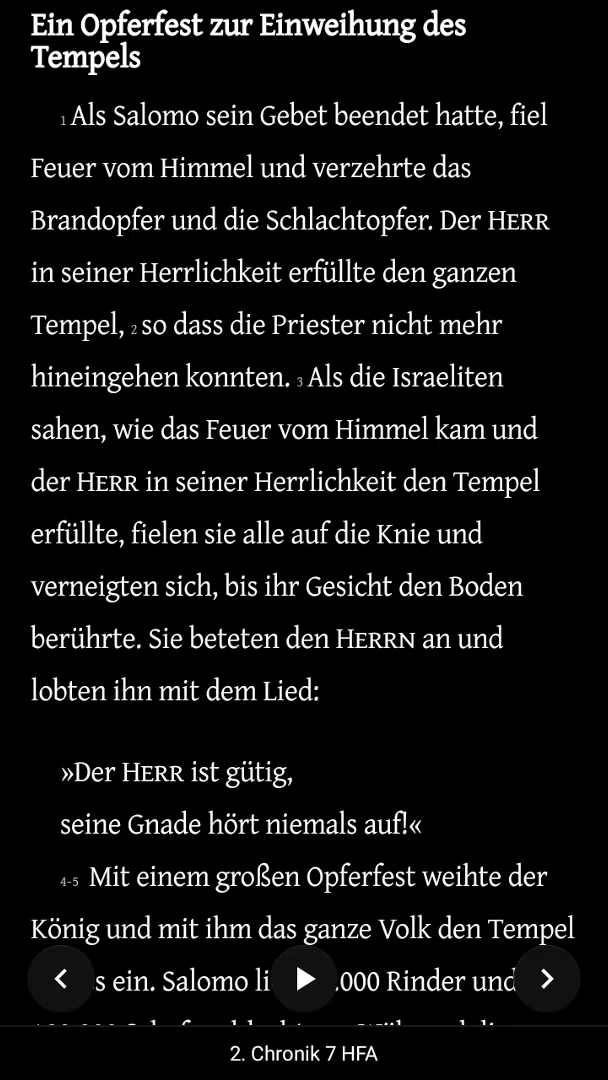 Ein Opferfest zur Einweihung des
Tempels
1 Als Salomo sein Gebet beendet hatte, fiel
Feuer vom Himmel und verzehrte das
Brandopfer und die Schlachtopfer. Der HERR
in seiner Herrlichkeit erfüllte den ganzen
Tempel, 2 so dass die Priester nicht mehr
hineingehen konnten. 3 Als die Israeliten
sahen, wie das Feuer vom Himmel kam und
der HERR in seiner Herrlichkeit den Tempel
erfüllte, fielen sie alle auf die Knie und
verneigten sich, bis ihr Gesicht den Boden
berührte. Sie beteten den HERRN an und
lobten ihn mit dem Lied:
»Der HERR ist gütig,
seine Gnade hört niemals auf!«
4-5 Mit einem großen Opferfest weihte der
König und mit ihm das ganze Volk den Tempel
s ein. Salomo li .000 Rinder und
2. Chronik 7 HFA